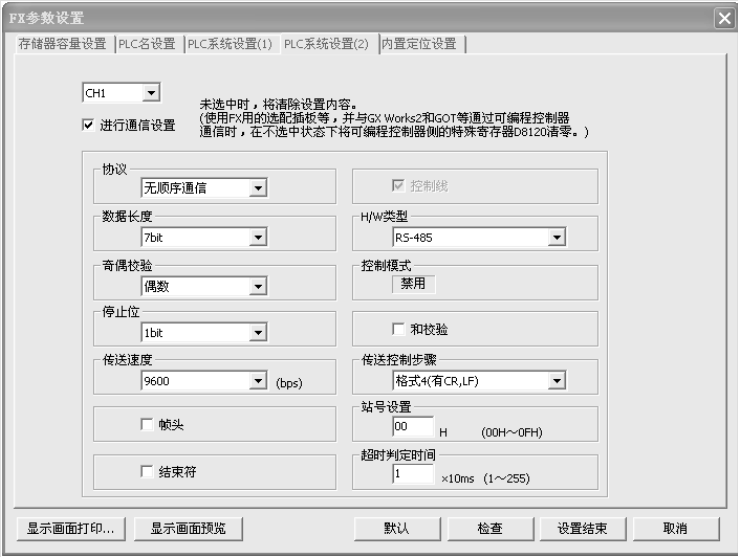 FX参数设置
存储器容量设置 PLC名设置 PLC系统设置(1) PLC系统设置(2) 内置定位设置
CH1
进行通信设置
未选中时，将清除设置内容。
(使用FX用的选配插板等，并与GX Works2和GOT等通过可编程控制器
通信时，在不选中状态下将可编程控制器侧的特殊寄存器D8120清零。)
协议
无顺序通信
控制线
数据长度
7bit
H/W类型
RS-485
奇偶校验
偶数
控制模式
禁用
停止位
1bit
和校验
传送速度
9600 (bps)
传送控制步骤
格式4(有CR,LF)
帧头
站号设置
00 H (00H～0FH)
结束符
超时判定时间
1 ×10ms (1～255)
显示画面打印... 显示画面预览 默认 检查 设置结束 取消